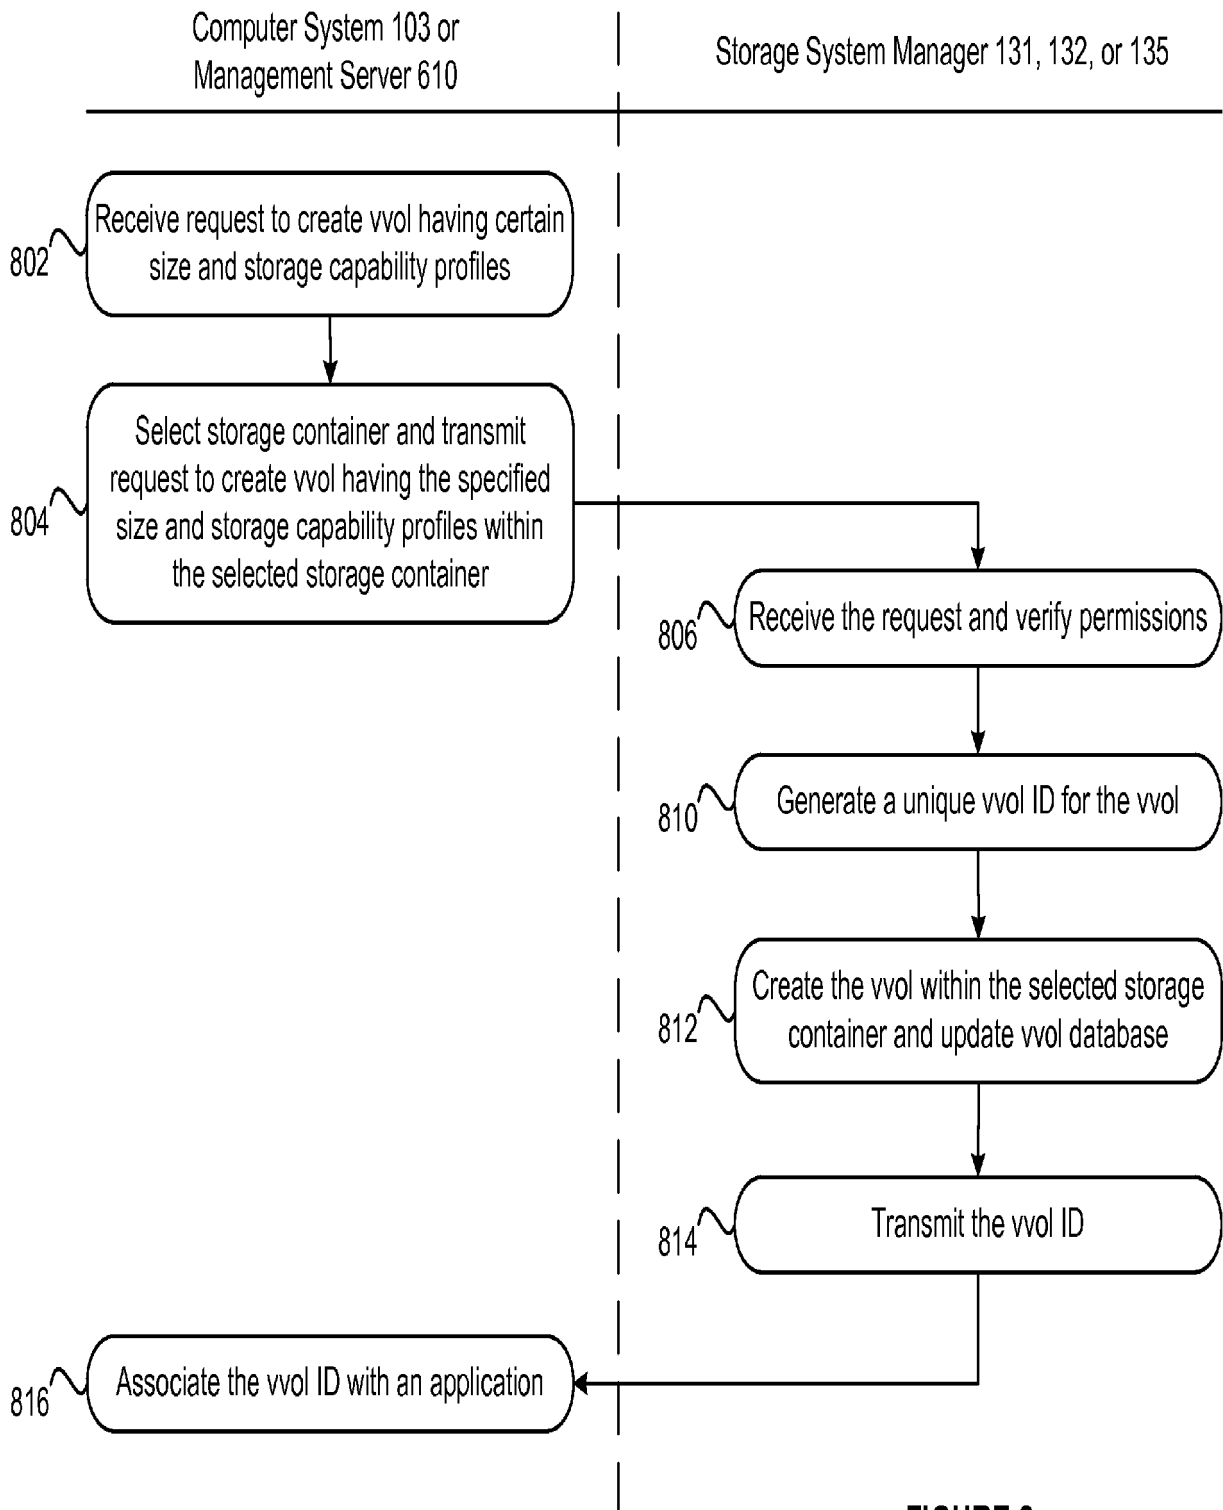 Computer System 103 or
Management Server 610
Storage System Manager 131, 132, or 135
Receive request to create vvol having certain
size and storage capability profiles
802
Select storage container and transmit
request to create vvol having the specified
size and storage capability profiles within
the selected storage container
804
Receive the request and verify permissions
806
Generate a unique vvol ID for the vvol
810
Create the vvol within the selected storage
container and update vvol database
812
Transmit the vvol ID
814
Associate the vvol ID with an application
816